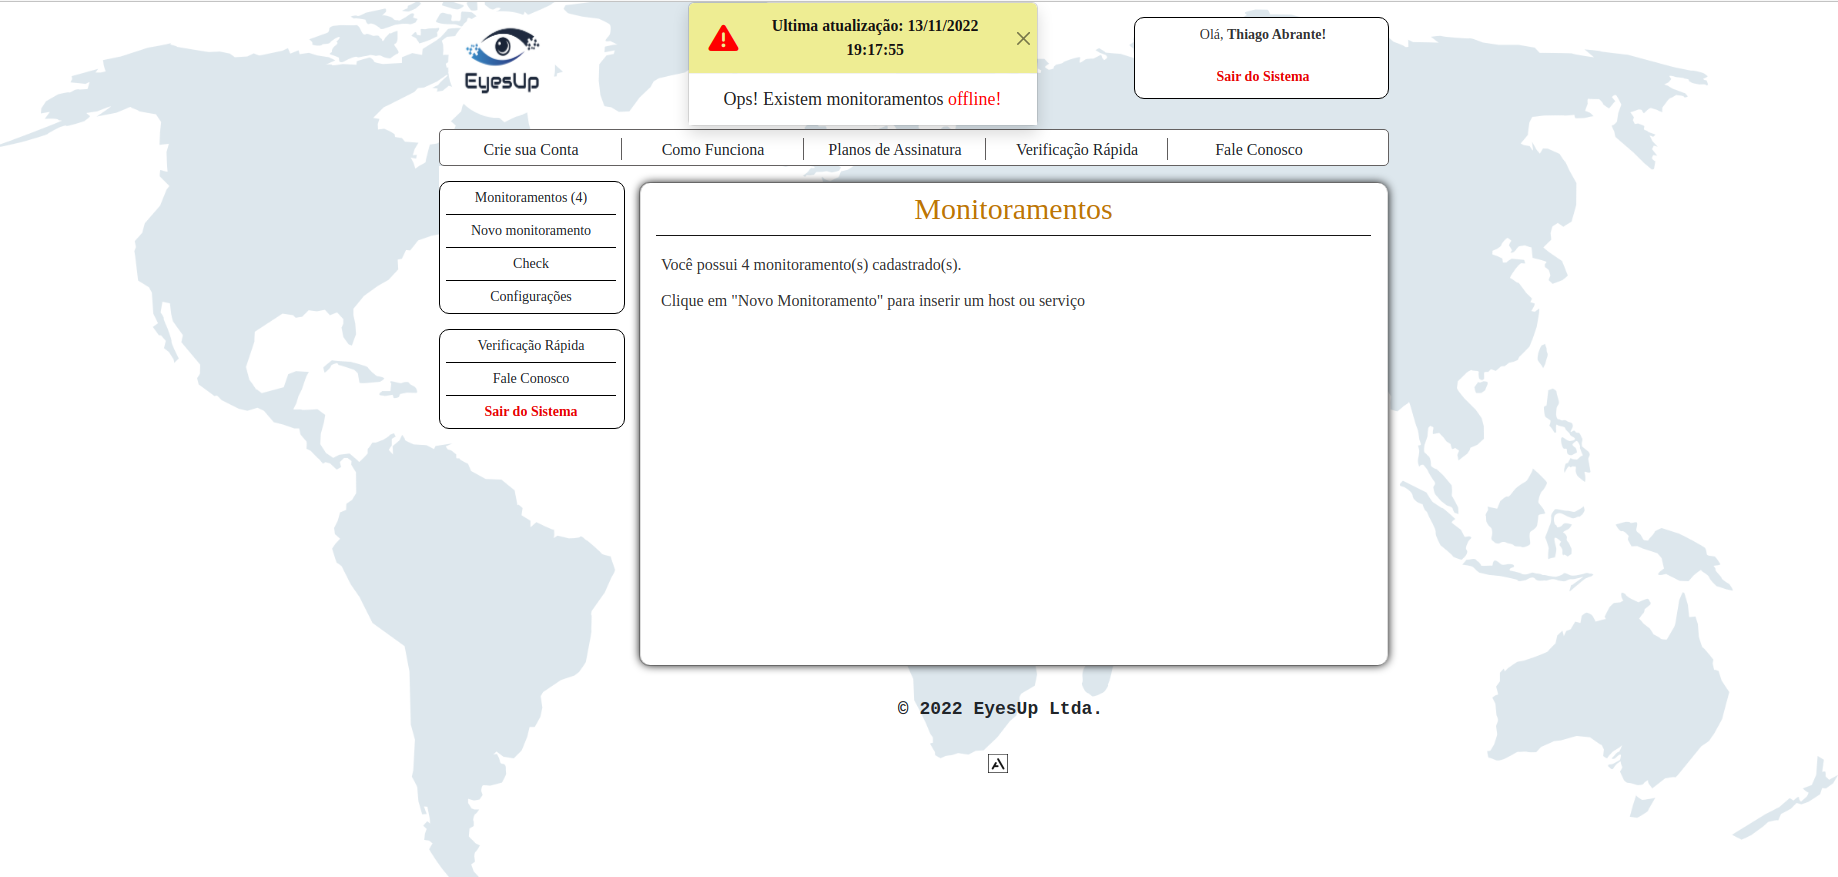 EyesUp
Ultima atualização: 13/11/2022
19:17:55
Ops! Existem monitoramentos offline!
Olá, Thiago Abrante!
Sair do Sistema
Crie sua Conta
Como Funciona
Planos de Assinatura
Verificação Rápida
Fale Conosco
Monitoramentos (4)
Novo monitoramento
Check
Configurações
Verificação Rápida
Fale Conosco
Sair do Sistema
Monitoramentos
Você possui 4 monitoramento(s) cadastrado(s).
Clique em "Novo Monitoramento" para inserir um host ou serviço
© 2022 EyesUp Ltda.